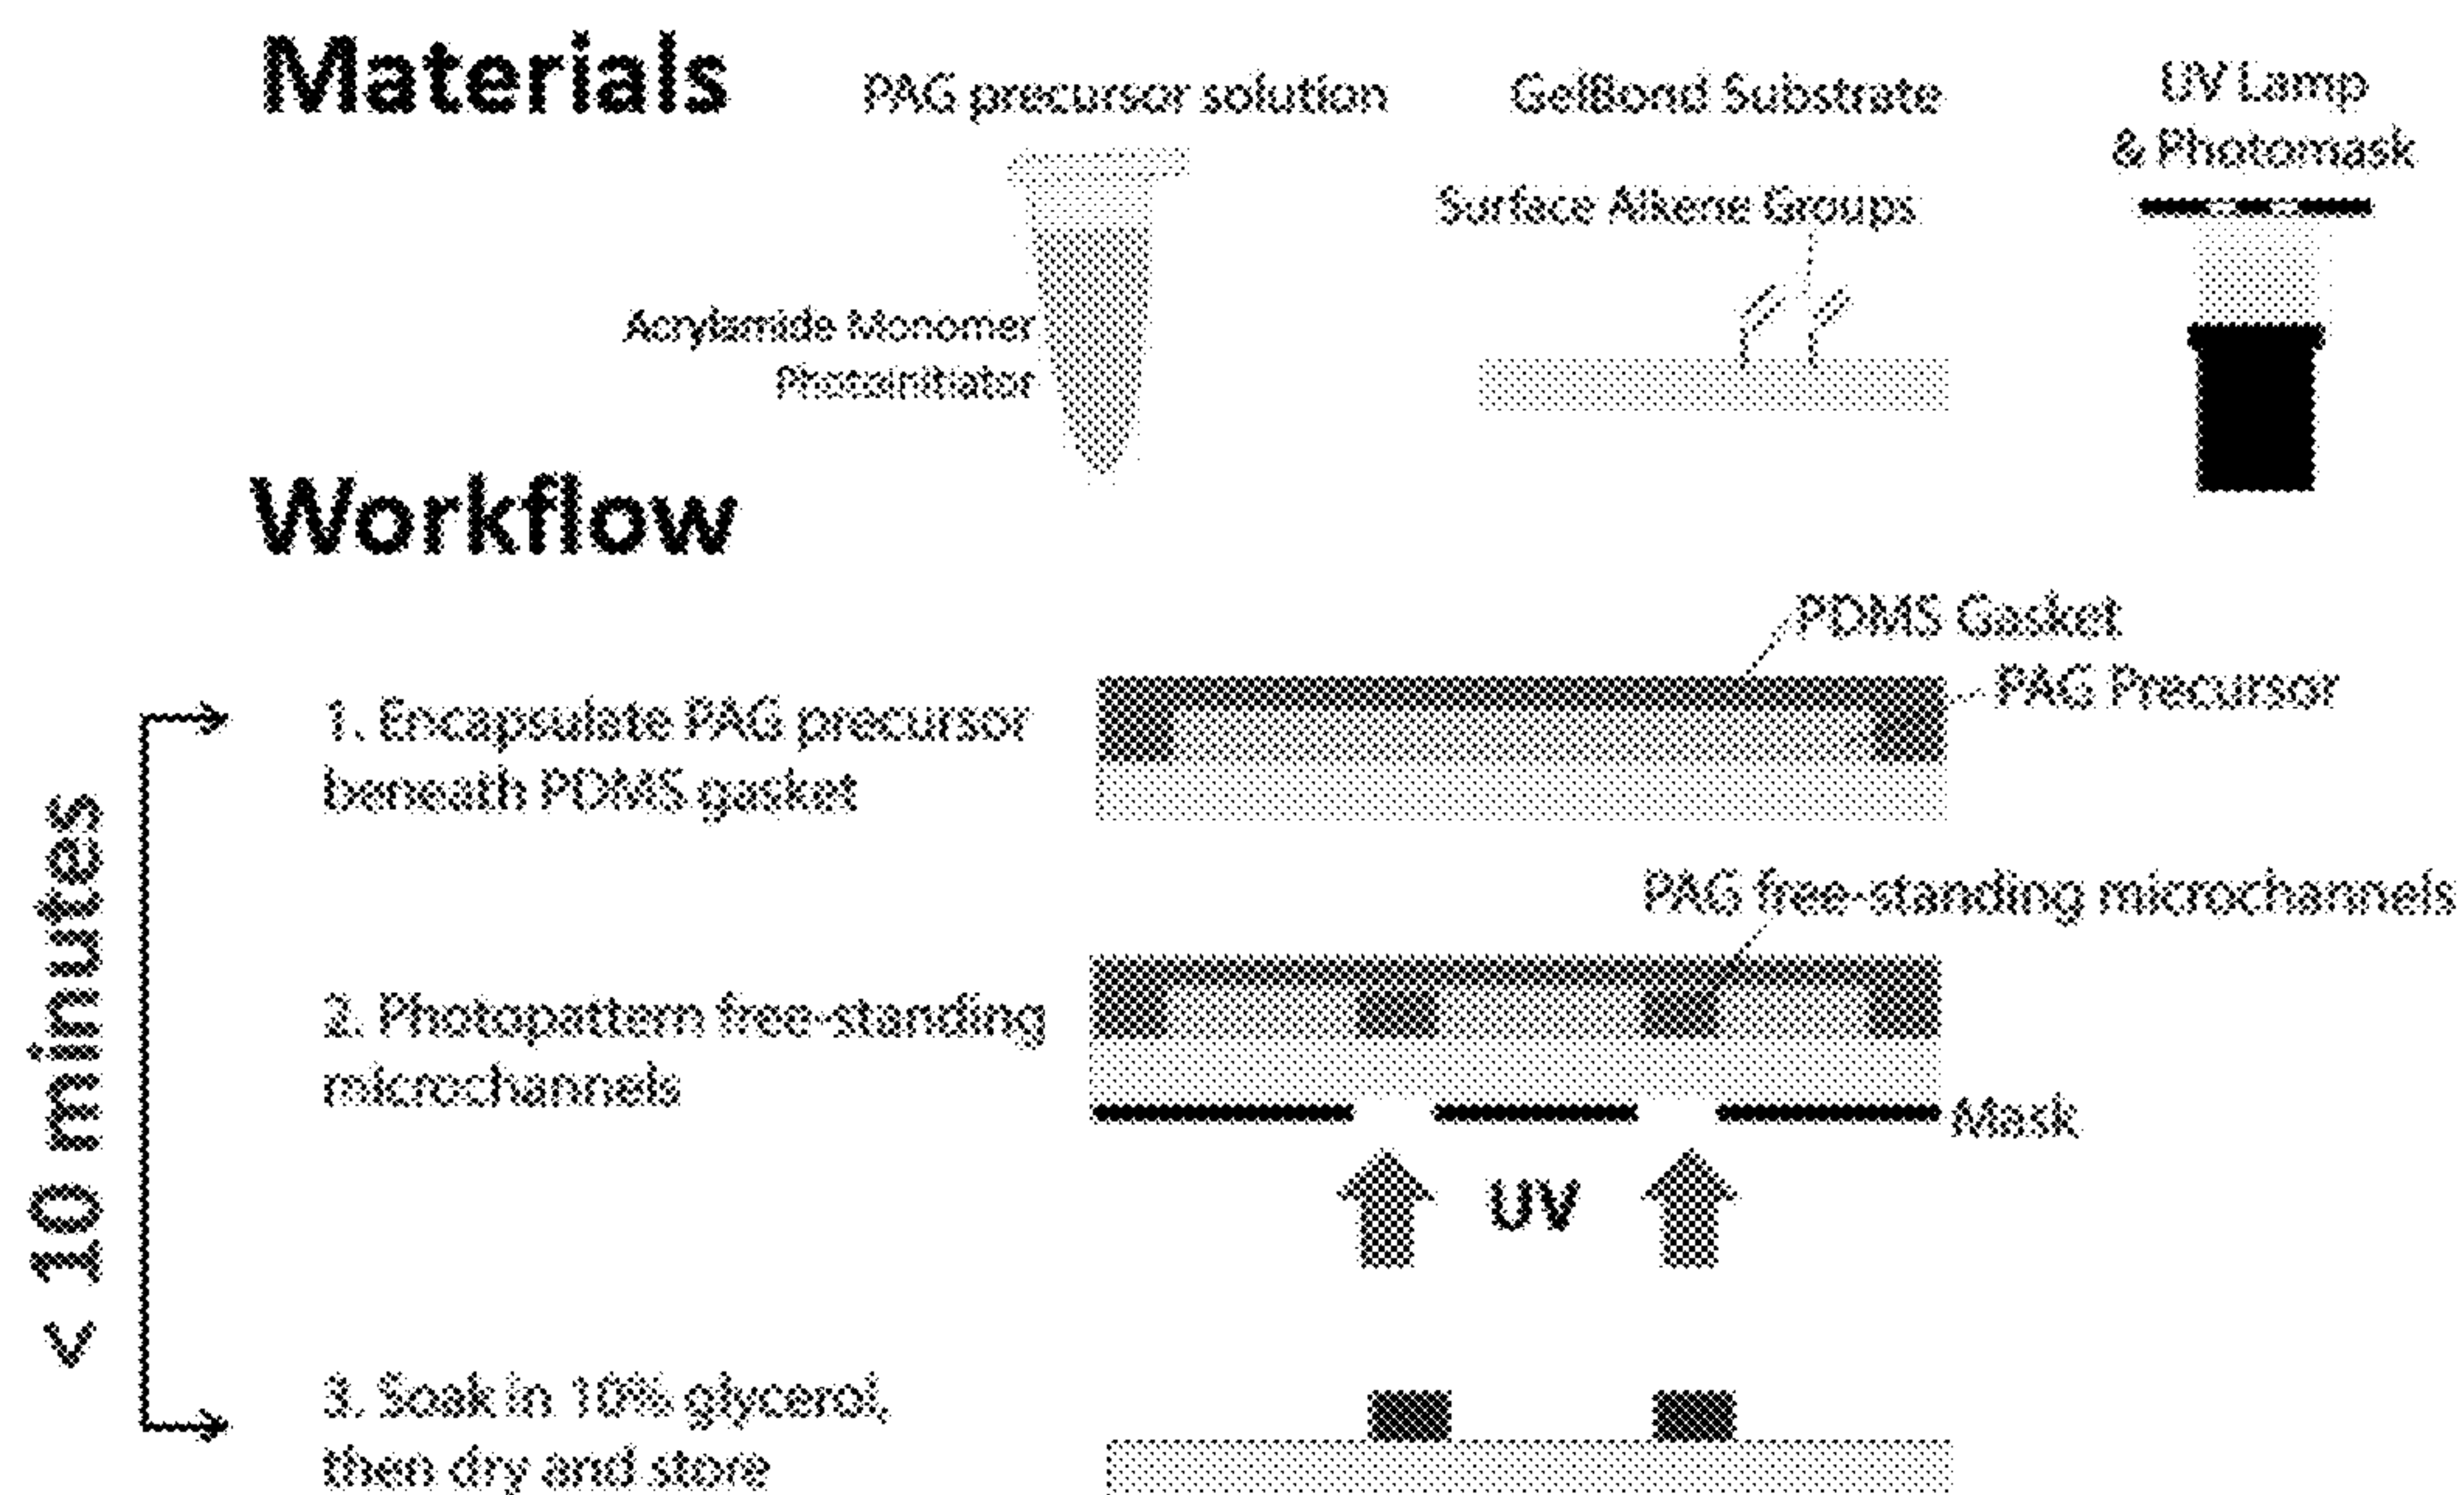 Materials
PAG precursor solution
GelBond Substrate
UV Lamp
& Photomask
Surface Alkene Groups
Acrylamide Monomer
Photoinitiator
Workflow
PDMS Gasket
PAG Precursor
1. Encapsulate PAG precursor
beneath PDMS gasket
< 10 minutes
PAG free-standing microchannels
2. Photopattern free-standing
microchannels
Mask
UV
3. Soak in 10% glycerol,
then dry and store